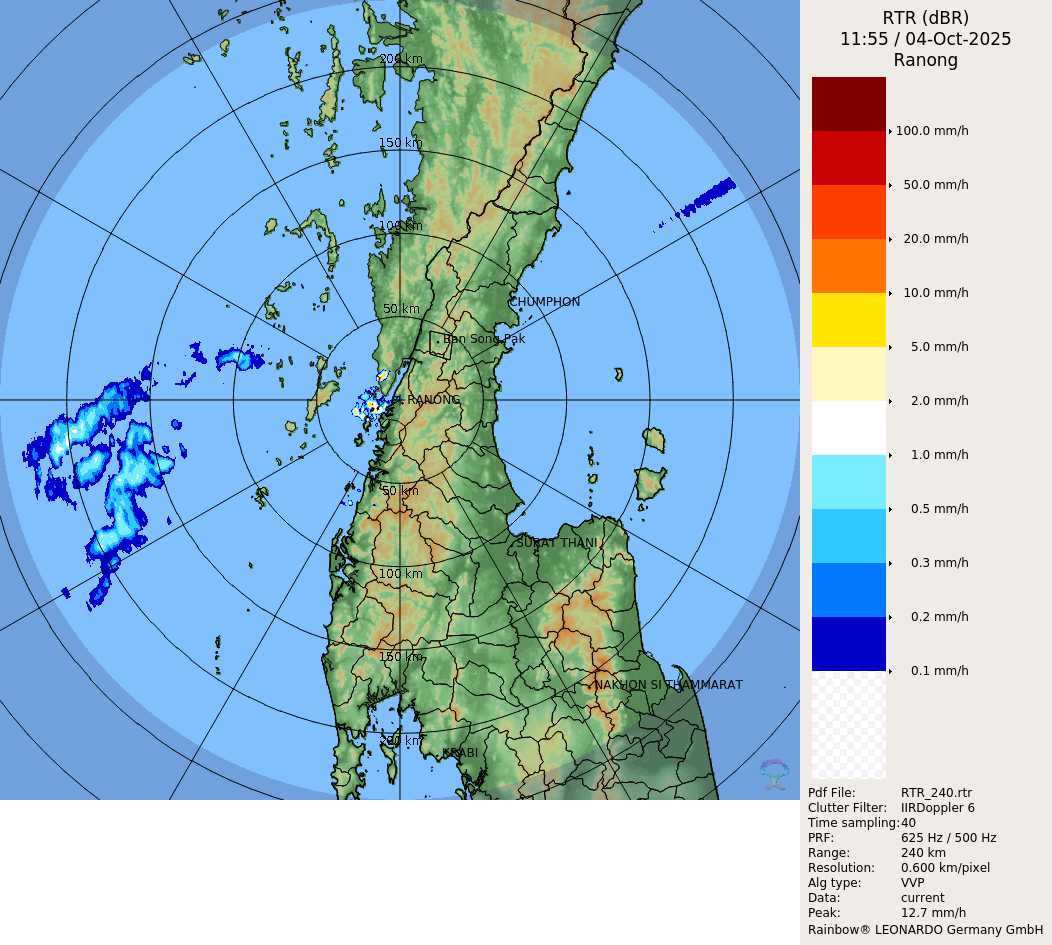 RTR (dBR)
11:55 / 04-Oct-2025
Ranong
200 km
150 km
100 km
50 km
CHUMPHON
Ban Song Pak
RANONG
50 km
SURAT THANI
100 km
150 km
NAKHON SI THAMMARAT
200 km
KRABI
100.0 mm/h
50.0 mm/h
20.0 mm/h
10.0 mm/h
5.0 mm/h
2.0 mm/h
1.0 mm/h
0.5 mm/h
0.3 mm/h
0.2 mm/h
0.1 mm/h
Pdf File: RTR_240.rtr
Clutter Filter: IIRDoppler 6
Time sampling: 40
PRF: 625 Hz / 500 Hz
Range: 240 km
Resolution: 0.600 km/pixel
Alg type: VVP
Data: current
Peak: 12.7 mm/h
Rainbow® LEONARDO Germany GmbH